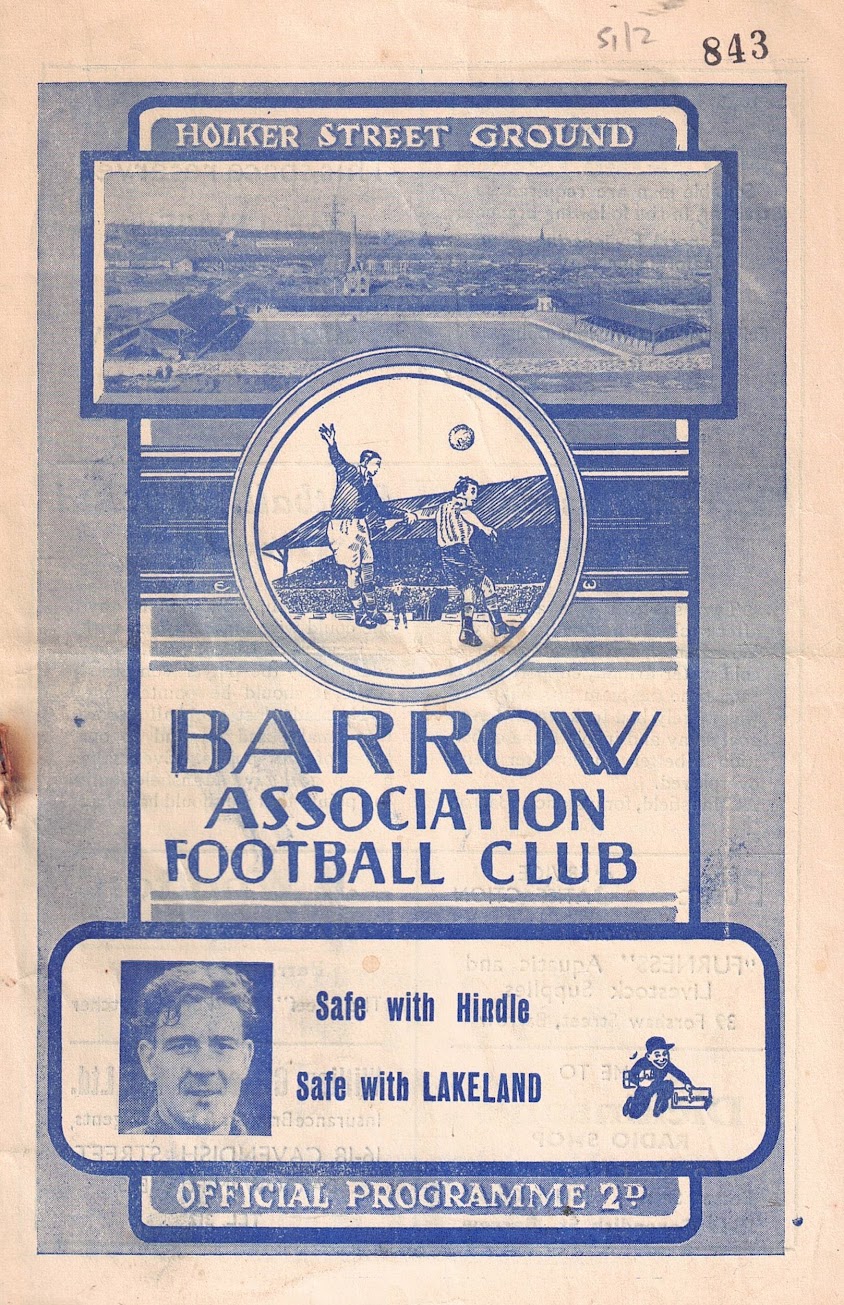 51/2
843
HOLKER STREET GROUND
BARROW
ASSOCIATION
FOOTBALL CLUB
Safe with Hindle
Safe with LAKELAND
OFFICIAL PROGRAMME 2D